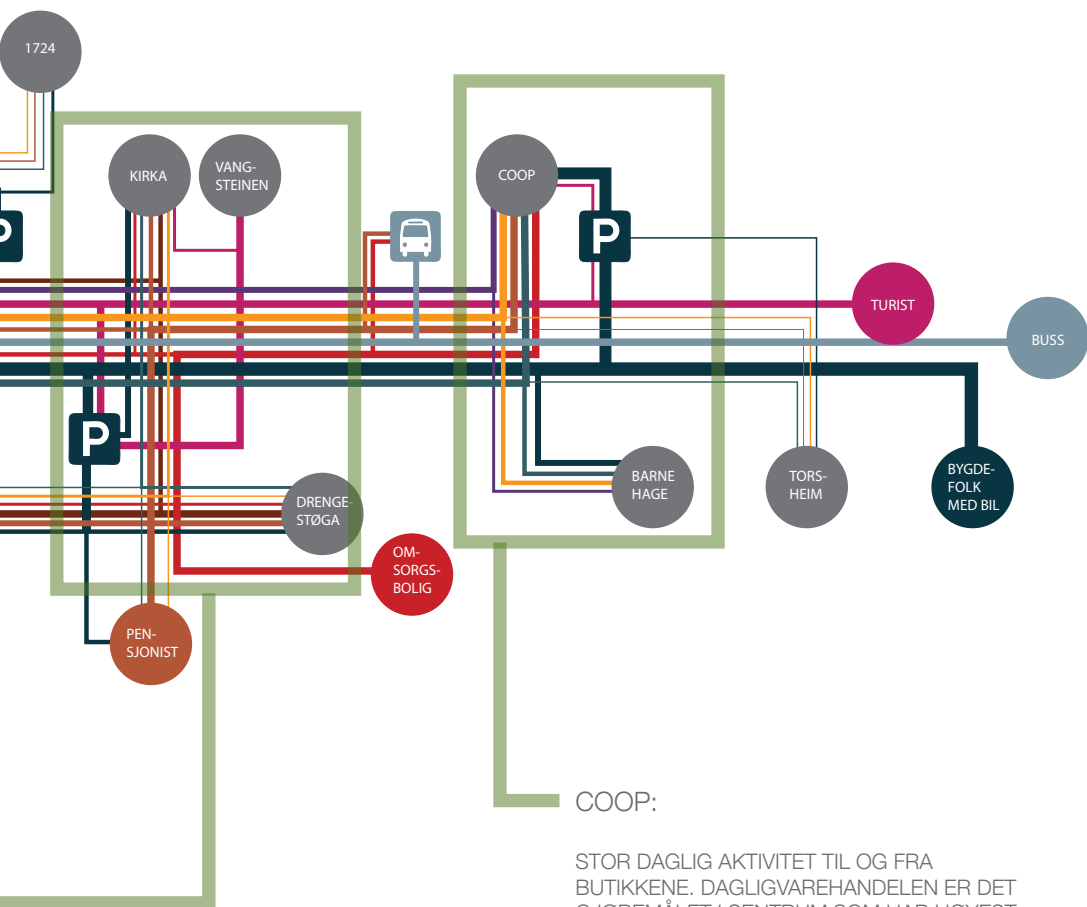 1724
KIRKA
VANG-
STEINEN
COOP
P
P
TURIST
BUSS
P
BARNE
HAGE
TORS-
HEIM
BYGDE-
FOLK
MED BIL
DRENGE-
STØGA
OM-
SORGS-
BOLIG
PEN-
SJONIST
COOP:
STOR DAGLIG AKTIVITET TIL OG FRA
BUTIKKENE. DAGLIGVAREHANDELEN ER DET